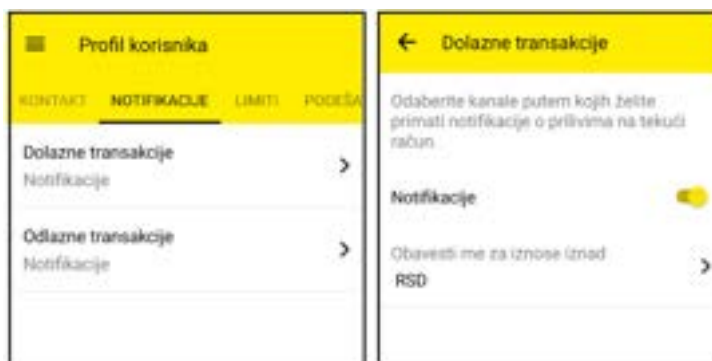 Profil korisnika
KONTAKT NOTIFIKACIJE LIMITI PODEŠA
Dolazne transakcije
Notifikacije
Odlazne transakcije
Notifikacije
Dolazne transakcije
Odaberite kanale putem kojih želite
primati notifikacije o prilivima na tekući
račun.
Notifikacije
Obavesti me za iznose iznad
RSD